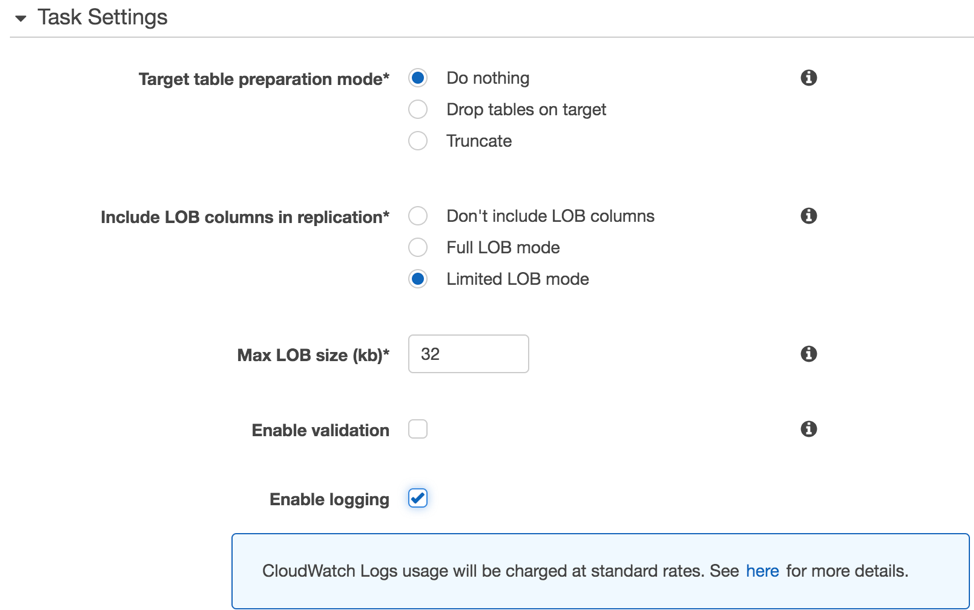 Task Settings
Target table preparation mode* Do nothing
Drop tables on target
Truncate
Include LOB columns in replication* Don't include LOB columns
Full LOB mode
Limited LOB mode
Max LOB size (kb)* 32
Enable validation
Enable logging
CloudWatch Logs usage will be charged at standard rates. See here for more details.